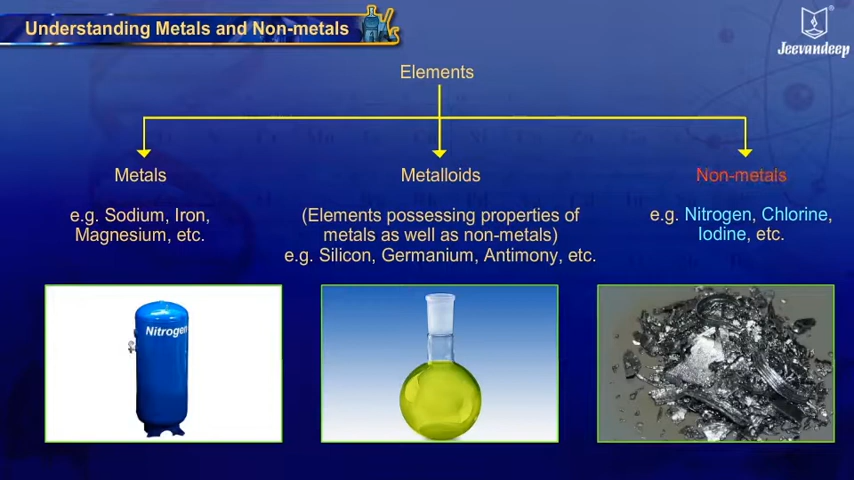 Understanding Metals and Non-metals
Jeevandeep
Elements
Metals
Metalloids
Non-metals
e.g. Sodium, Iron,
Magnesium, etc.
(Elements possessing properties of
metals as well as non-metals)
e.g. Silicon, Germanium, Antimony, etc.
e.g. Nitrogen, Chlorine,
Iodine, etc.
Nitrogen